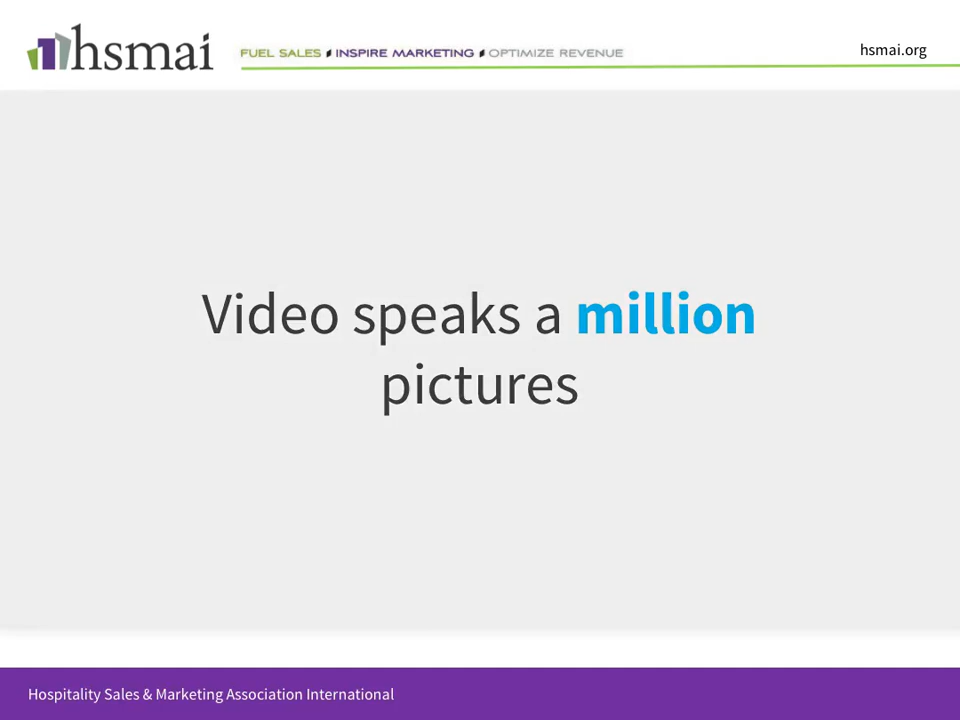 hsmai
FUEL SALES INSPIRE MARKETING OPTIMIZE REVENUE
hsmai.org
Video speaks a million
pictures
Hospitality Sales & Marketing Association International